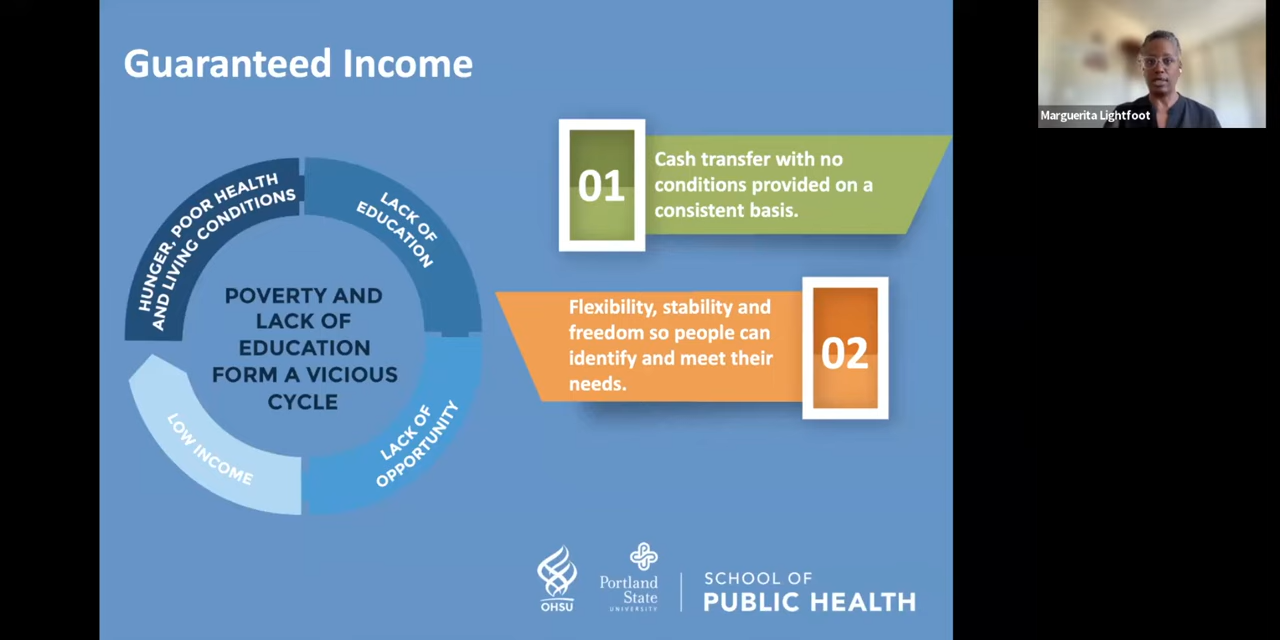 Guaranteed Income
HUNGER, POOR HEALTH
AND LIVING CONDITIONS
LACK OF
EDUCATION
LACK OF
OPPORTUNITY
LOW INCOME
POVERTY AND
LACK OF
EDUCATION
FORM A VICIOUS
CYCLE
01
Cash transfer with no
conditions provided on a
consistent basis.
Flexibility, stability and
freedom so people can
identify and meet their
needs.
02
OHSU
Portland
State
UNIVERSITY
SCHOOL OF
PUBLIC HEALTH
Marguerita Lightfoot